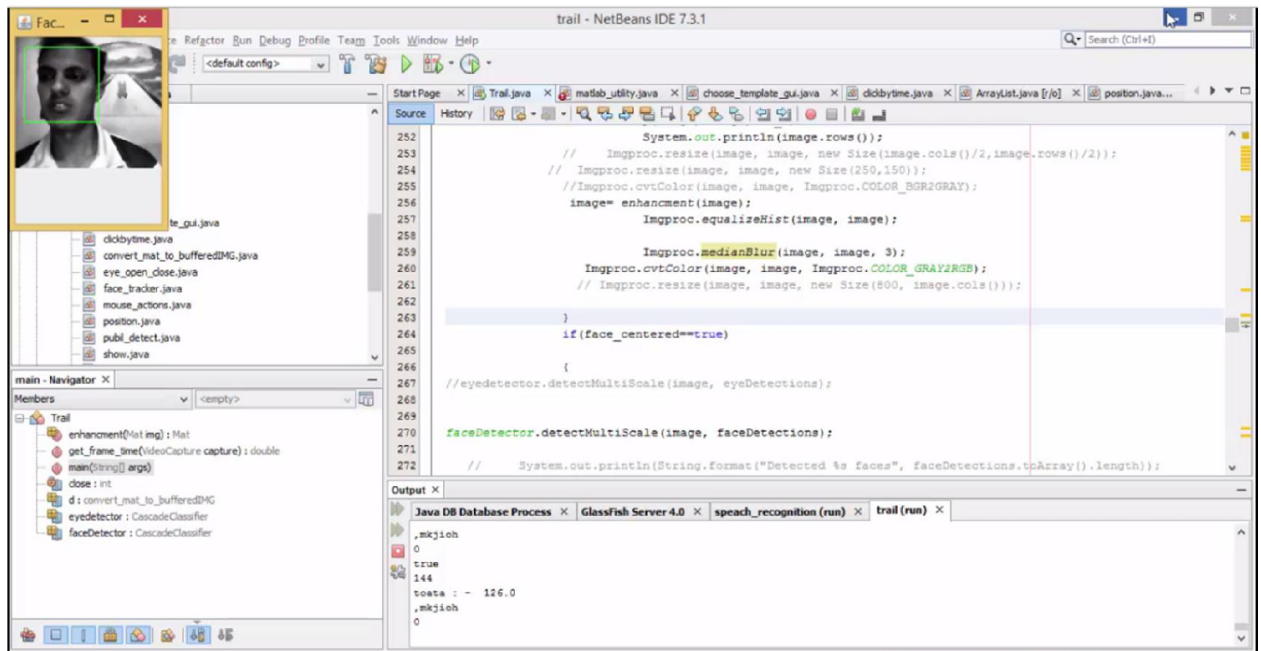 Fac...
trail - NetBeans IDE 7.3.1
Refactor Run Debug Profile Team Tools Window Help
Search (Ctrl+I)
<default config>
Start Page Trail.java matlab_utility.java choose_template_gui.java clickbytime.java ArrayList.java [r/o] position.java...
Source History
252 System.out.println(image.rows());
253 // Imgproc.resize(image, image, new Size(image.cols()/2,image.rows()/2));
254 // Imgproc.resize(image, image, new Size(250,150));
255 //Imgproc.cvtColor(image, image, Imgproc.COLOR_BGR2GRAY);
256 image= enhancment(image);
257 Imgproc.equalizeHist(image, image);
258
259 Imgproc.medianBlur(image, image, 3);
260 Imgproc.cvtColor(image, image, Imgproc.COLOR_GRAY2RGB);
261 // Imgproc.resize(image, image, new Size(800, image.cols()));
262
263 }
264 if(face_centered==true)
265
266 {
267 //eyedetector.detectMultiScale(image, eyeDetections);
268
269
270 faceDetector.detectMultiScale(image, faceDetections);
271
272 // System.out.println(String.format("Detected %s faces", faceDetections.toArray().length));
te_gui.java
clickbytime.java
convert_mat_to_bufferedIMG.java
eye_open_close.java
face_tracker.java
mouse_actions.java
position.java
pubil_detect.java
show.java
main - Navigator
Members <empty>
Trail
enhancment(Mat img) : Mat
get_frame_time(VideoCapture capture) : double
main(String[] args)
close : int
d : convert_mat_to_bufferedIMG
eyedetector : CascadeClassifier
faceDetector : CascadeClassifier
Output
Java DB Database Process GlassFish Server 4.0 speach_recognition (run) trail (run)
,mkjioh
0
true
144
toata : - 126.0
,mkjioh
0